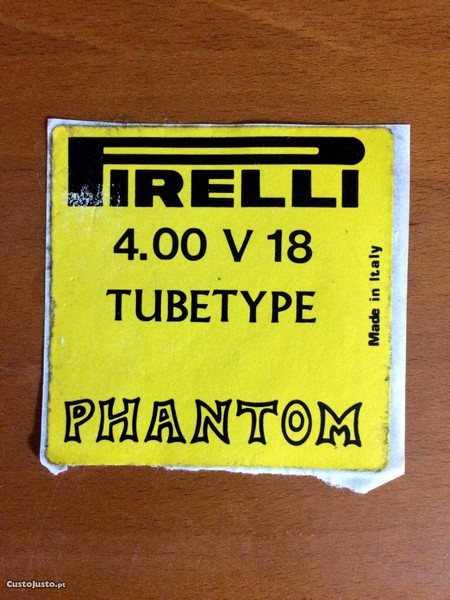 PIRELLI
4.00 V 18
TUBETYPE
Made in Italy
PHANTOM
CustoJusto.pt